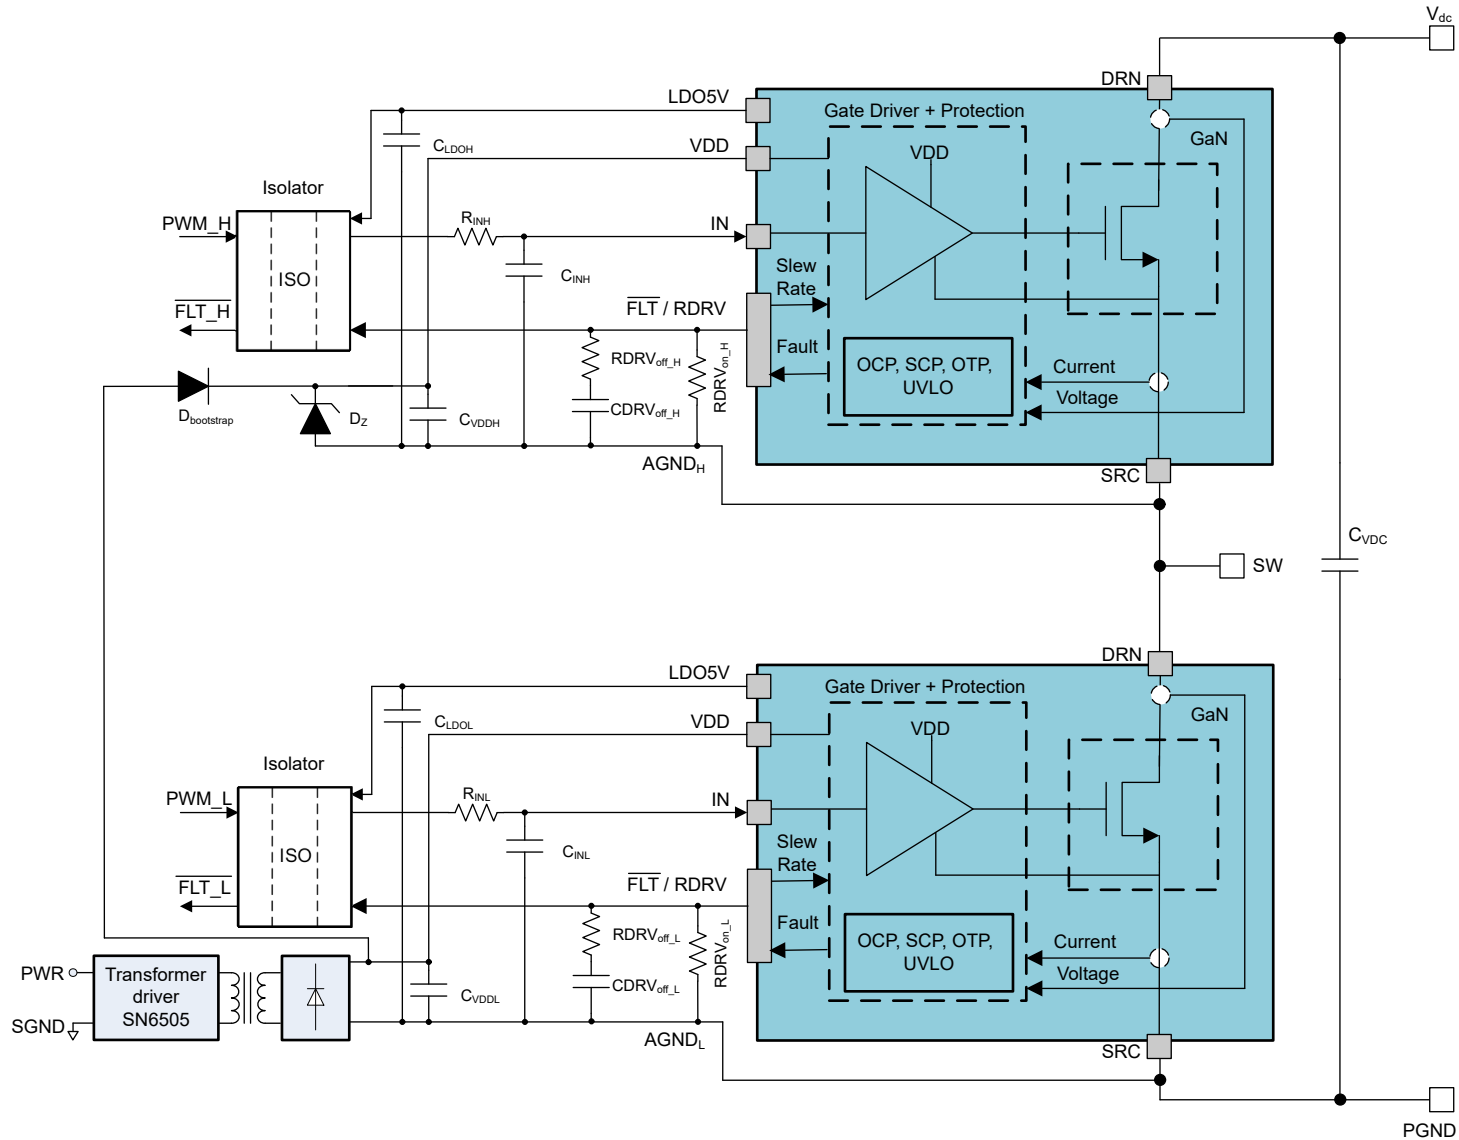 Vdc
DRN
LDO5V
Gate Driver + Protection
GaN
CLDOH
VDD
VDD
Isolator
PWM_H
RINH
IN
ISO
CINH
Slew
Rate
FLT_H
FLT / RDRV
RDRVoff_H
RDRVon_H
Fault
OCP, SCP, OTP,
UVLO
Current
Voltage
Dbootstrap
DZ
CVDDH
CDRVoff_H
AGNDH
SRC
CVDC
SW
DRN
LDO5V
Gate Driver + Protection
GaN
CLDOL
VDD
VDD
Isolator
PWM_L
RINL
IN
ISO
CINL
Slew
Rate
FLT_L
FLT / RDRV
RDRVoff_L
RDRVon_L
Fault
OCP, SCP, OTP,
UVLO
Current
Voltage
PWR
Transformer
driver
SN6505
CVDDL
CDRVoff_L
SGND
AGNDL
SRC
PGND